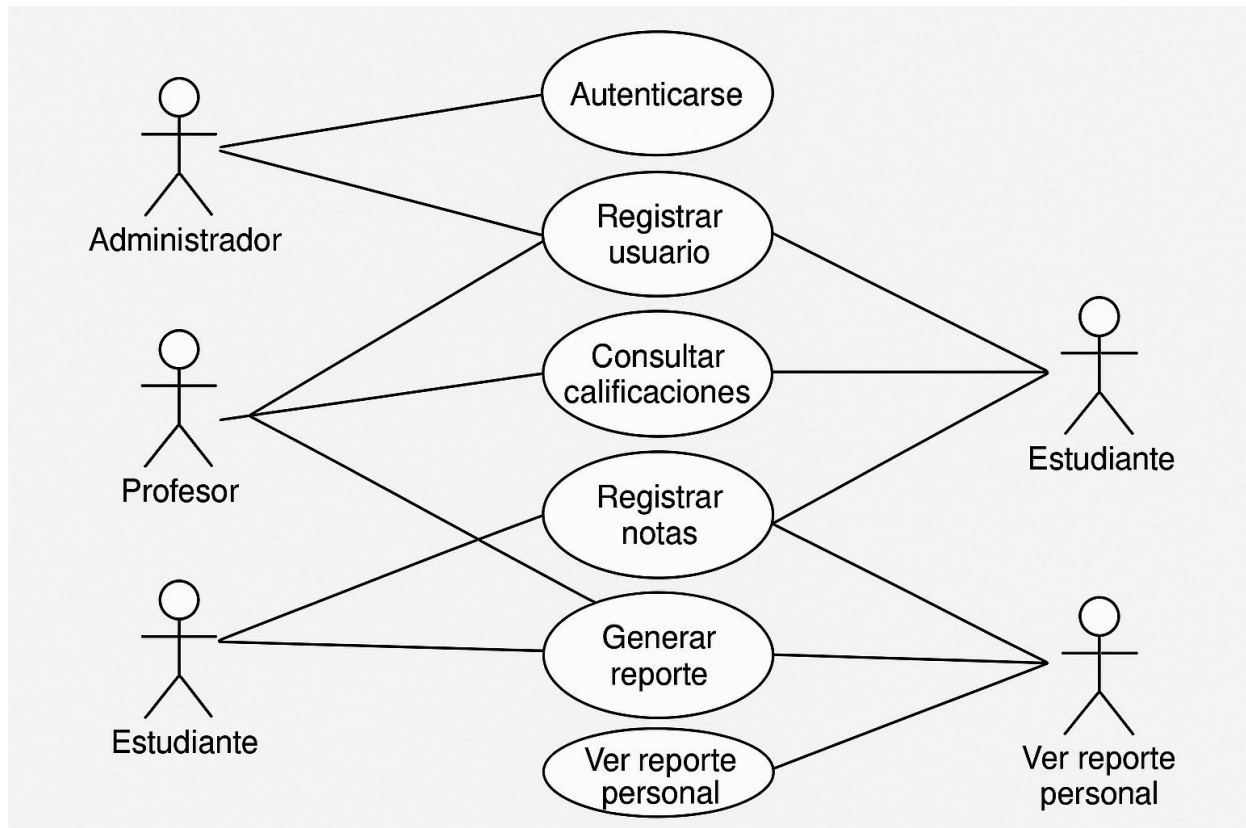 Autenticarse
Administrador
Registrar
usuario
Consultar
calificaciones
Profesor
Estudiante
Registrar
notas
Generar
reporte
Estudiante
Ver reporte
personal
Ver reporte
personal